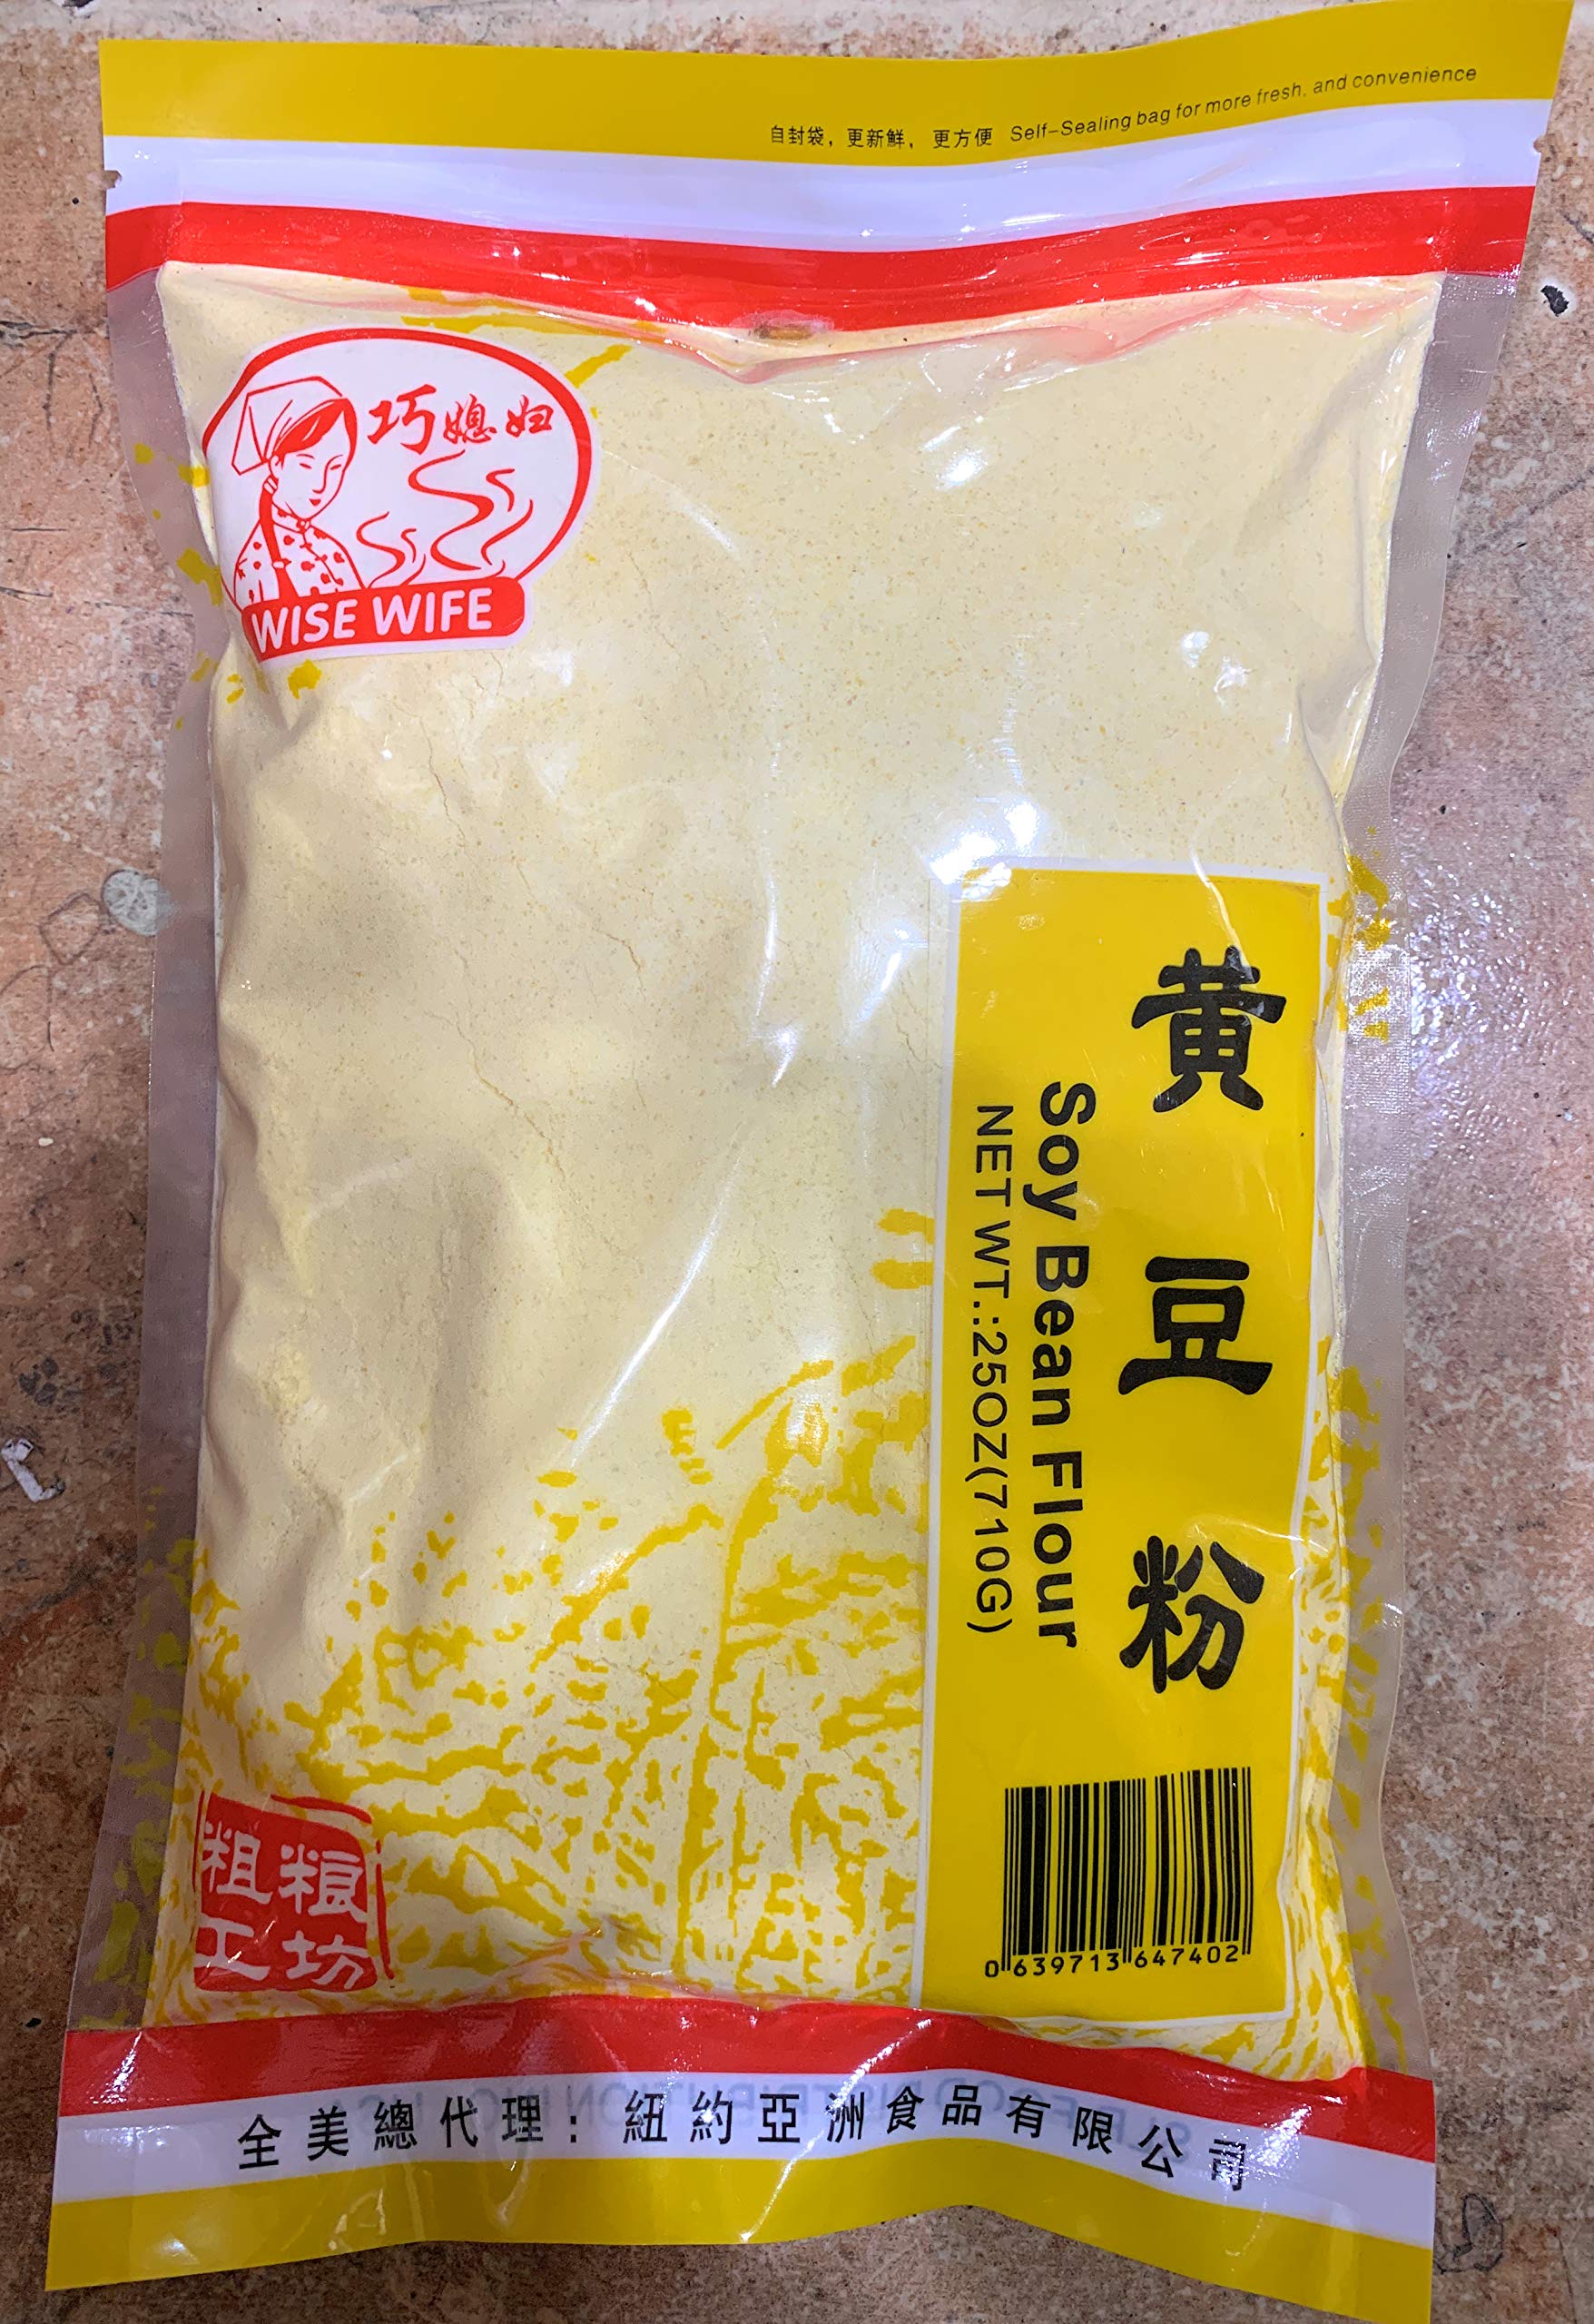 自封袋，更新鲜，更方便 Self-Sealing bag for more fresh, and convenience
巧媳妇
WISE WIFE
黄豆粉
Soy Bean Flour
NET WT.:25OZ(710G)
0 639713 647402
粗粮
工坊
全美總代理：紐約亞洲食品有限公司